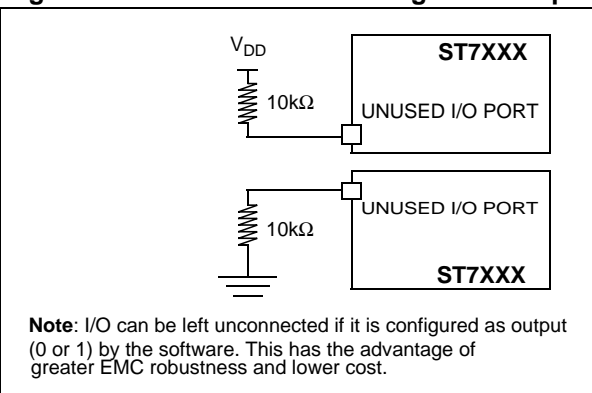 V_DD
ST7XXX
10kΩ
UNUSED I/O PORT
UNUSED I/O PORT
10kΩ
ST7XXX
Note: I/O can be left unconnected if it is configured as output
(0 or 1) by the software. This has the advantage of
greater EMC robustness and lower cost.